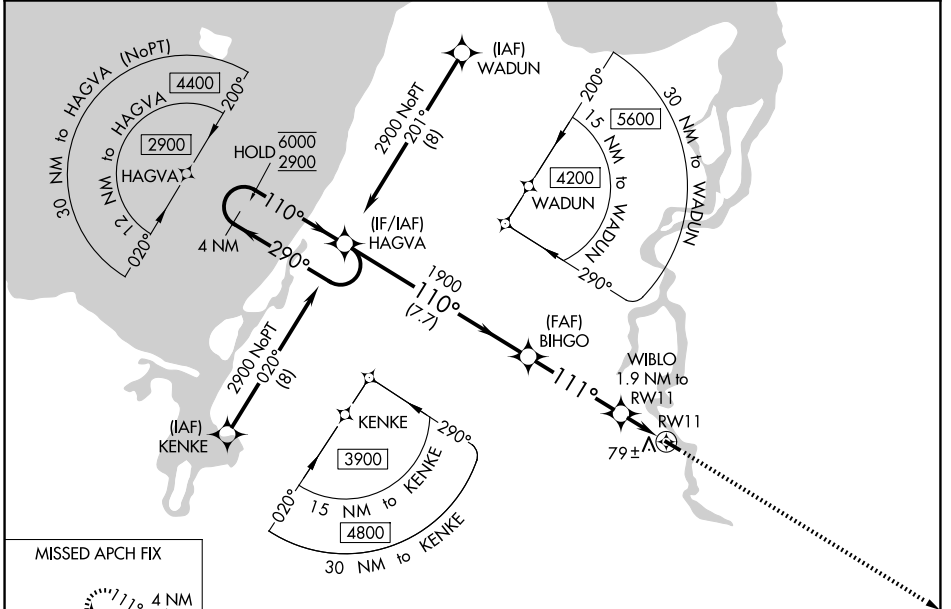 30 NM to HAGVA (NoPT)
4400
200°
12 NM to HAGVA
2900
HAGVA
020°
HOLD 6000
2900
4 NM
110°
290°
(IAF)
WADUN
2900 NoPT
201°
(8)
(IF/IAF)
HAGVA
200°
5600
30 NM to WADUN
15 NM to WADUN
4200
WADUN
290°
1900
110°
(7.7)
(FAF)
BIHGO
111°
WIBLO
1.9 NM to
RW11
RW11
79±
2900 NoPT
020°
(8)
(IAF)
KENKE
KENKE
290°
3900
020°
15 NM to KENKE
4800
30 NM to KENKE
MISSED APCH FIX
111°
4 NM